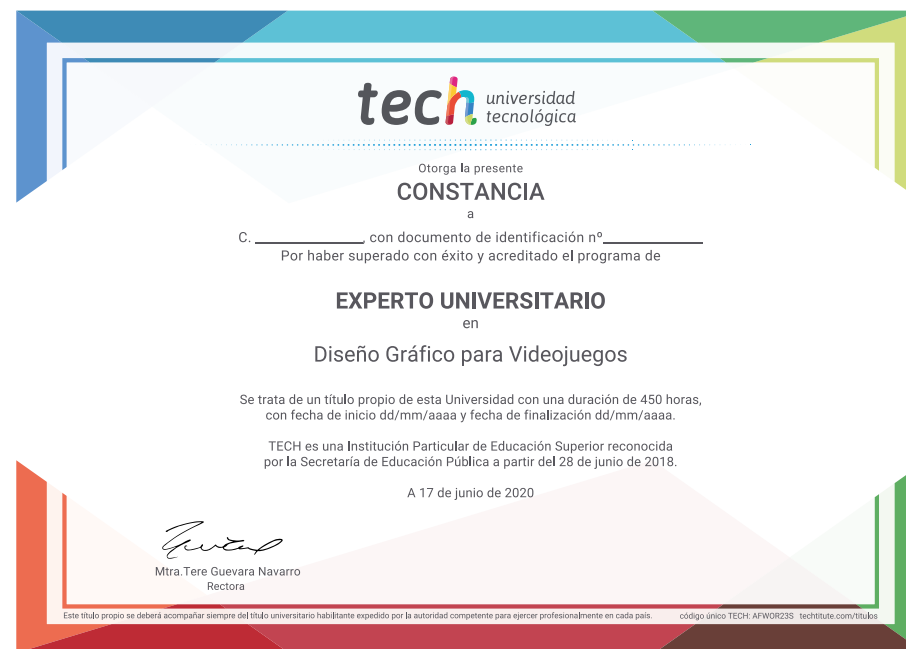 tech universidad
tecnológica
Otorga la presente
CONSTANCIA
a
C. ______________, con documento de identificación nº_____________
Por haber superado con éxito y acreditado el programa de
EXPERTO UNIVERSITARIO
en
Diseño Gráfico para Videojuegos
Se trata de un título propio de esta Universidad con una duración de 450 horas,
con fecha de inicio dd/mm/aaaa y fecha de finalización dd/mm/aaaa.
TECH es una Institución Particular de Educación Superior reconocida
por la Secretaría de Educación Pública a partir del 28 de junio de 2018.
A 17 de junio de 2020
Mtra.Tere Guevara Navarro
Rectora
Este título propio se deberá acompañar siempre del título universitario habilitante expedido por la autoridad competente para ejercer profesionalmente en cada país. código único TECH: AFWOR23S techtitute.com/titulos